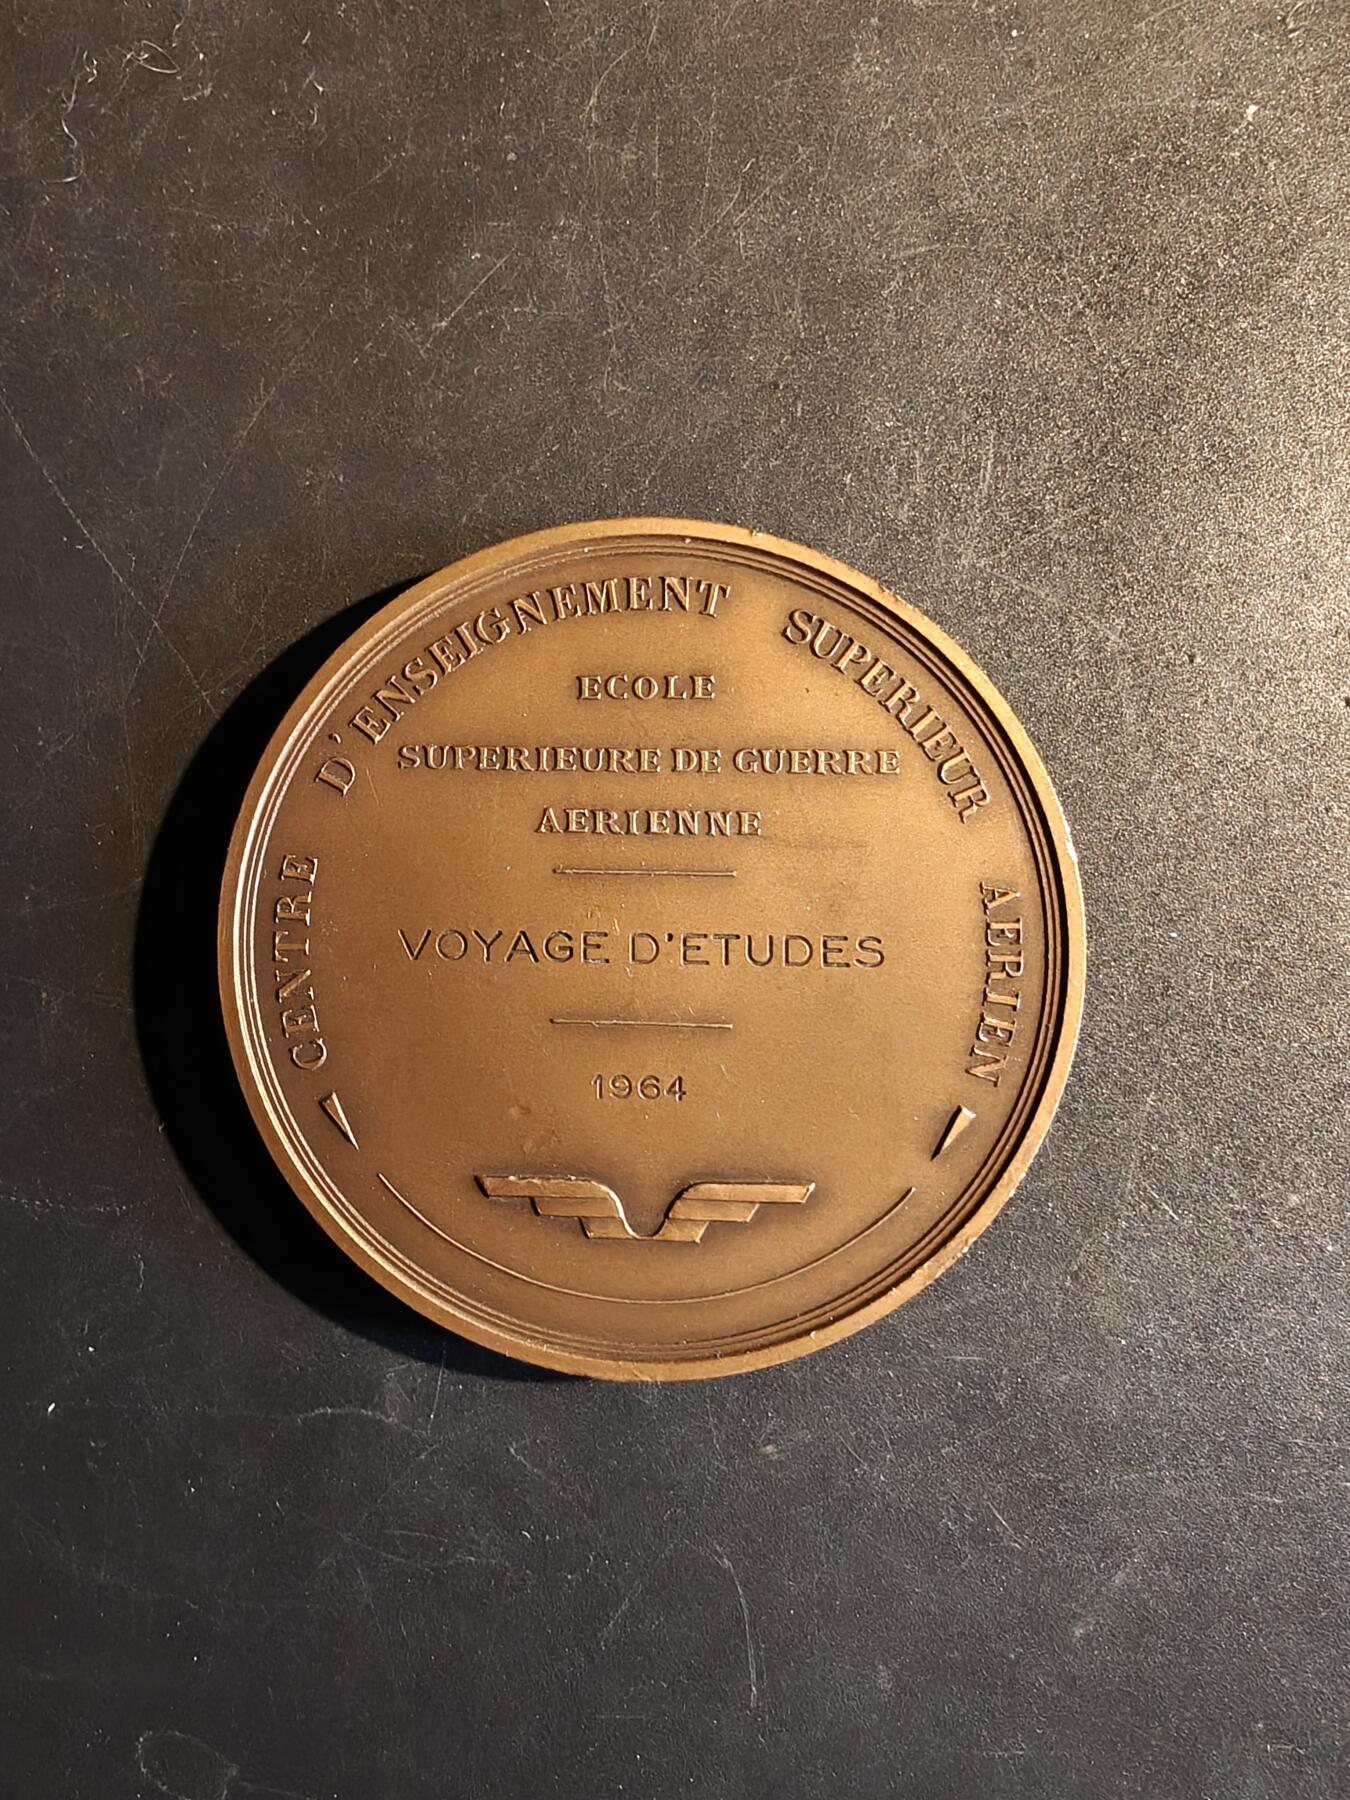 CENTRE D'ENSEIGNEMENT SUPERIEUR AERIEN
ECOLE
SUPERIEURE DE GUERRE
AERIENNE
VOYAGE D'ETUDES
1964